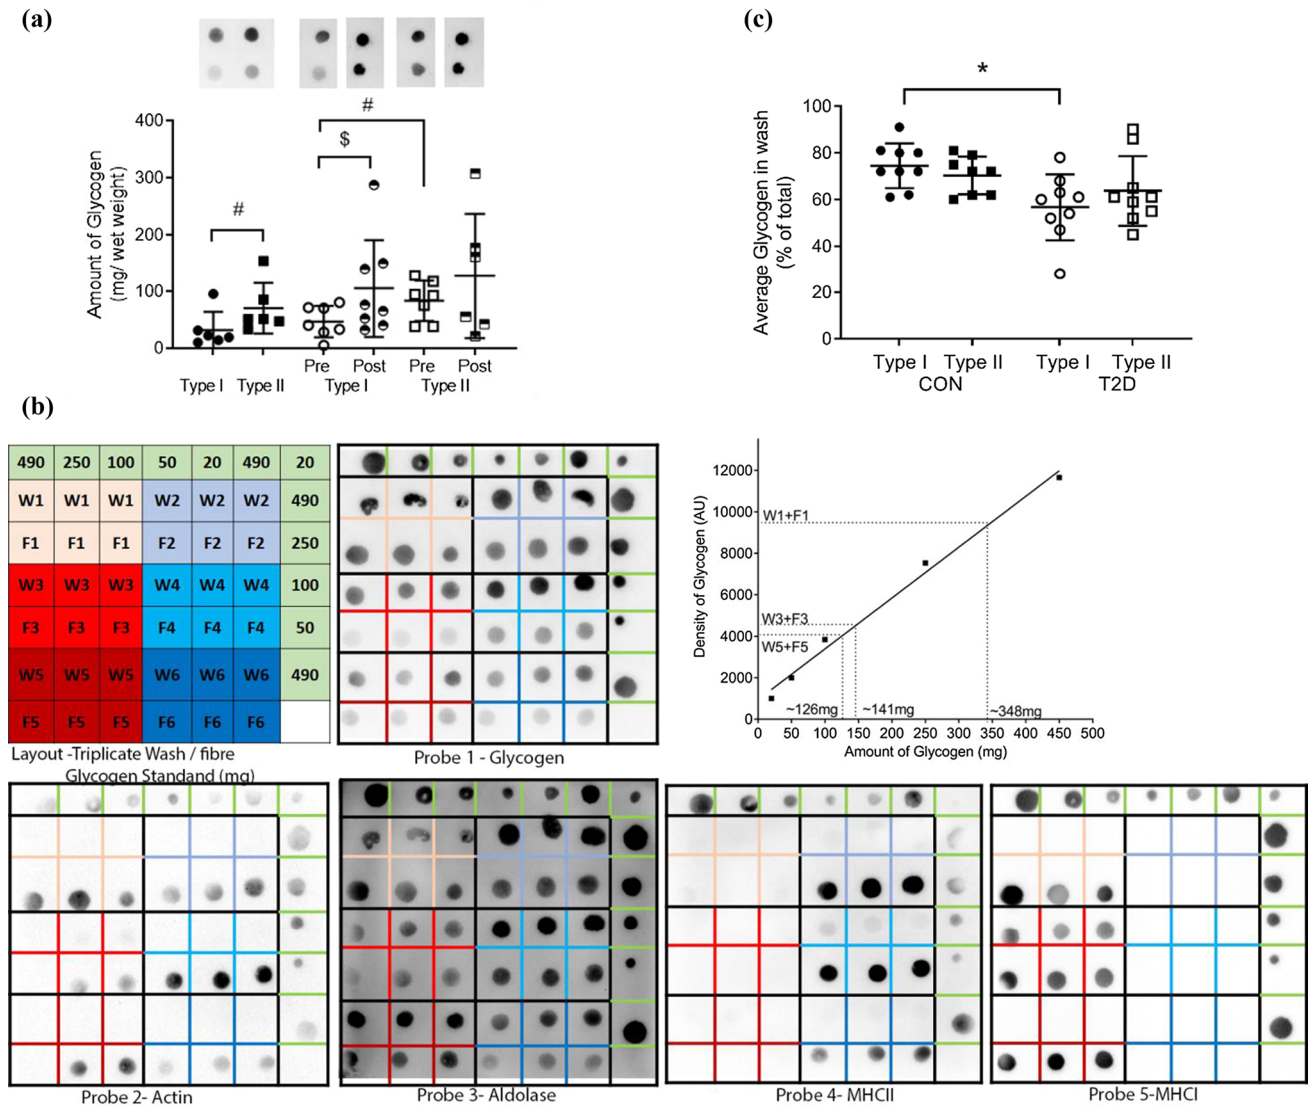 (a)
#
$
#
Amount of Glycogen
(mg/ wet weight)
400
300
200
100
0
Pre Post Pre Post
Type I Type II Type I Type II
(c)
*
Average Glycogen in wash
(% of total)
100
80
60
40
20
0
Type I Type II Type I Type II
CON T2D
(b)
490 250 100 50 20 490 20
W1 W1 W1 W2 W2 W2 490
F1 F1 F1 F2 F2 F2 250
W3 W3 W3 W4 W4 W4 100
F3 F3 F3 F4 F4 F4 50
W5 W5 W5 W6 W6 W6 490
F5 F5 F5 F6 F6 F6
Layout -Triplicate Wash / fibre
Glycogen Standand (mg)
Probe 1 - Glycogen
Density of Glycogen (AU)
12000
10000
8000
6000
4000
2000
0
W1+F1
W3+F3
W5+F5
~126mg ~141mg ~348mg
0 50 100 150 200 250 300 350 400 450 500
Amount of Glycogen (mg)
Probe 2- Actin
Probe 3- Aldolase
Probe 4- MHCII
Probe 5-MHCI